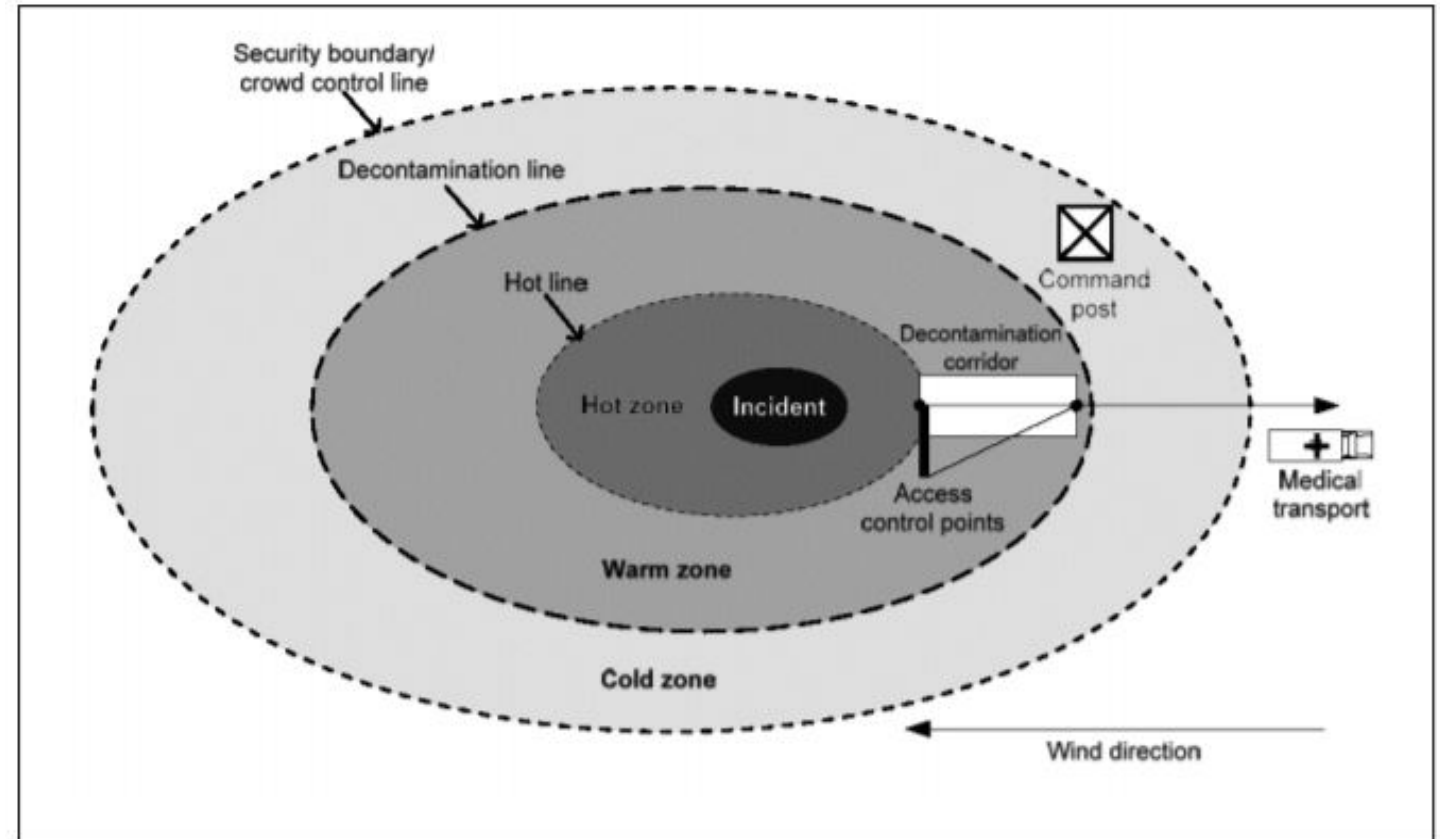 Security boundary/
crowd control line
Decontamination line
Hot line
Command
post
Decontamination
corridor
Hot zone
Incident
Access
control points
Medical
transport
Warm zone
Cold zone
Wind direction